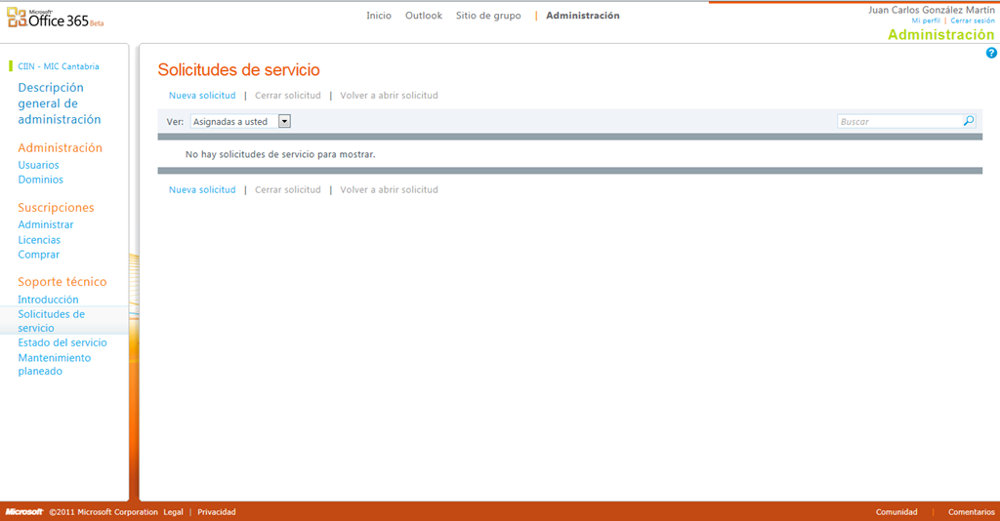 Microsoft
Office 365 Beta
Inicio Outlook Sitio de grupo | Administración
Juan Carlos González Martín
Mi perfil | Cerrar sesión
Administración
?
CIIN - MIC Cantabria
Descripción
general de
administración
Administración
Usuarios
Dominios
Suscripciones
Administrar
Licencias
Comprar
Soporte técnico
Introducción
Solicitudes de
servicio
Estado del servicio
Mantenimiento
planeado
Solicitudes de servicio
Nueva solicitud | Cerrar solicitud | Volver a abrir solicitud
Ver: Asignadas a usted Buscar
No hay solicitudes de servicio para mostrar.
Nueva solicitud | Cerrar solicitud | Volver a abrir solicitud
Microsoft ©2011 Microsoft Corporation Legal | Privacidad Comunidad | Comentarios